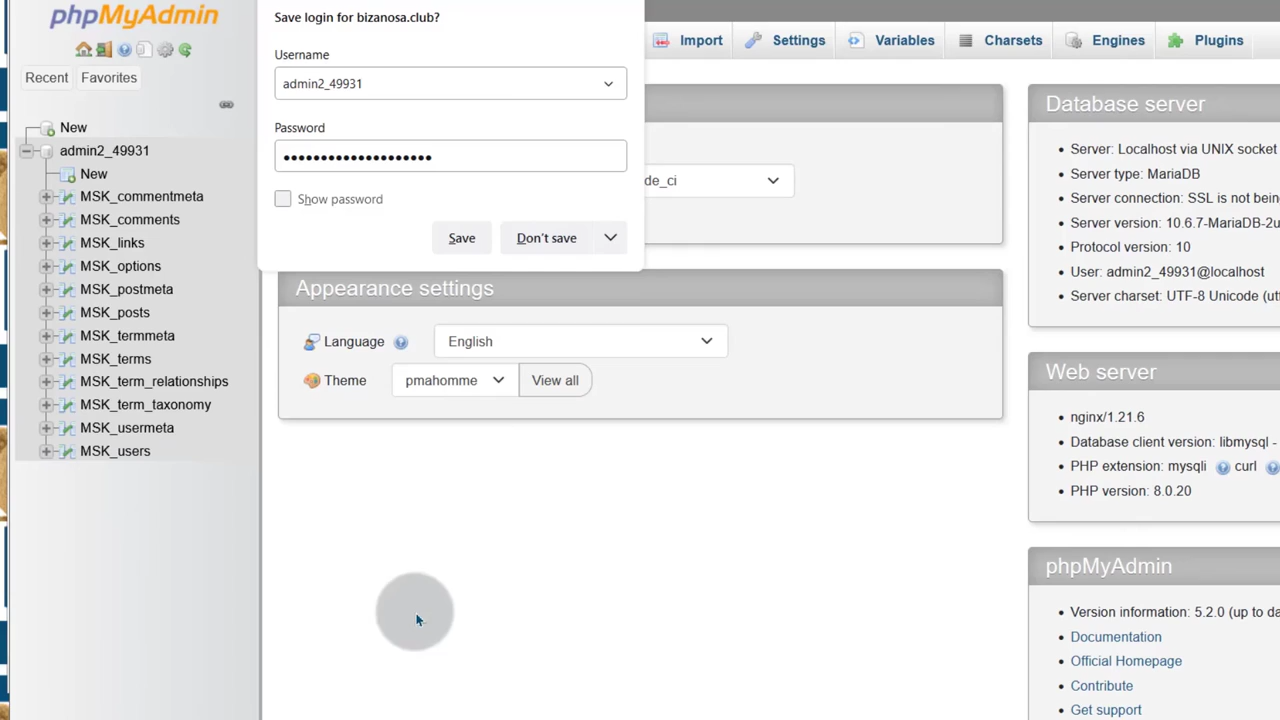 phpMyAdmin
Recent Favorites
New
admin2_49931
New
MSK_commentmeta
MSK_comments
MSK_links
MSK_options
MSK_postmeta
MSK_posts
MSK_termmeta
MSK_terms
MSK_term_relationships
MSK_term_taxonomy
MSK_usermeta
MSK_users
Save login for bizanosa.club?
Username
admin2_49931
Password
••••••••••••••••••••
Show password
Save Don't save
Import Settings Variables Charsets Engines Plugins
de_ci
Appearance settings
Language English
Theme pmahomme View all
Database server
• Server: Localhost via UNIX socket
• Server type: MariaDB
• Server connection: SSL is not bein
• Server version: 10.6.7-MariaDB-2u
• Protocol version: 10
• User: admin2_49931@localhost
• Server charset: UTF-8 Unicode (ut
Web server
• nginx/1.21.6
• Database client version: libmysql -
• PHP extension: mysqli curl
• PHP version: 8.0.20
phpMyAdmin
• Version information: 5.2.0 (up to da
• Documentation
• Official Homepage
• Contribute
• Get support